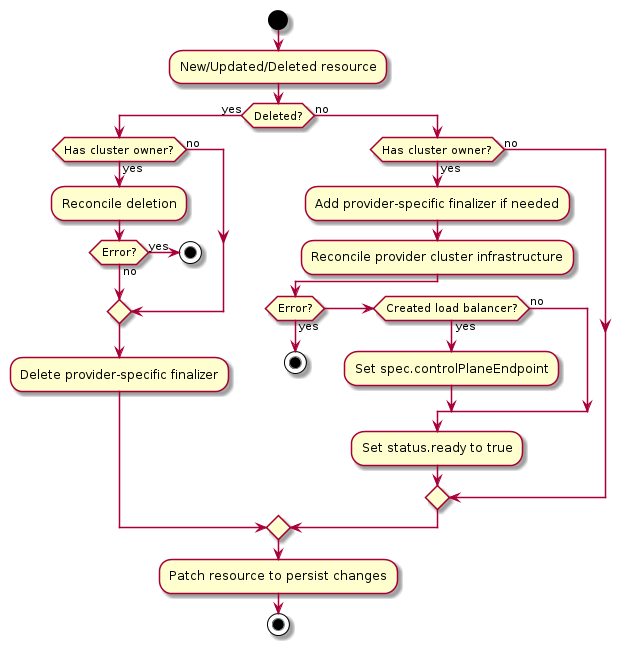 New/Updated/Deleted resource
yes
Deleted?
no
Has cluster owner?
no
yes
Reconcile deletion
Error?
yes
no
Delete provider-specific finalizer
Has cluster owner?
no
yes
Add provider-specific finalizer if needed
Reconcile provider cluster infrastructure
Error?
yes
Created load balancer?
no
yes
Set spec.controlPlaneEndpoint
Set status.ready to true
Patch resource to persist changes